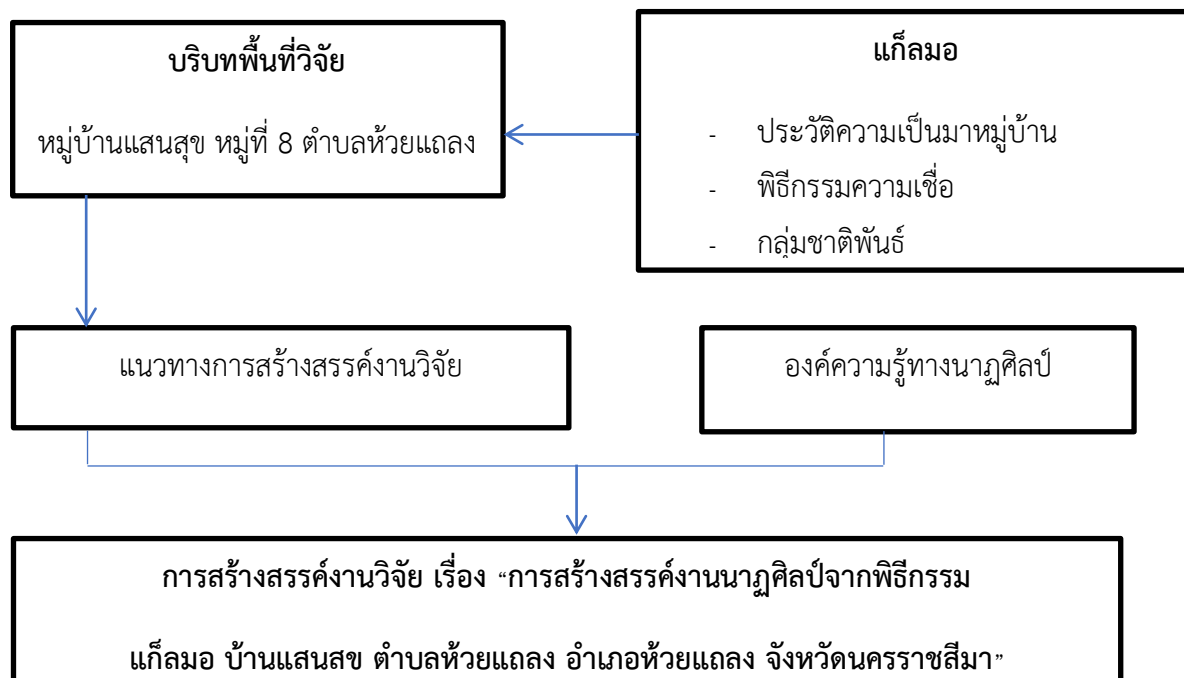 บริบทพื้นที่วิจัย
หมู่บ้านแสนสุข หมู่ที่ 8 ตำบลห้วยแถลง
แก็ลมอ
- ประวัติความเป็นมาหมู่บ้าน
- พิธีกรรมความเชื่อ
- กลุ่มชาติพันธ์
แนวทางการสร้างสรรค์งานวิจัย
องค์ความรู้ทางนาฏศิลป์
การสร้างสรรค์งานวิจัย เรื่อง “การสร้างสรรค์งานนาฏศิลป์จากพิธีกรรม
แก็ลมอ บ้านแสนสุข ตำบลห้วยแถลง อำเภอห้วยแถลง จังหวัดนครราชสีมา”